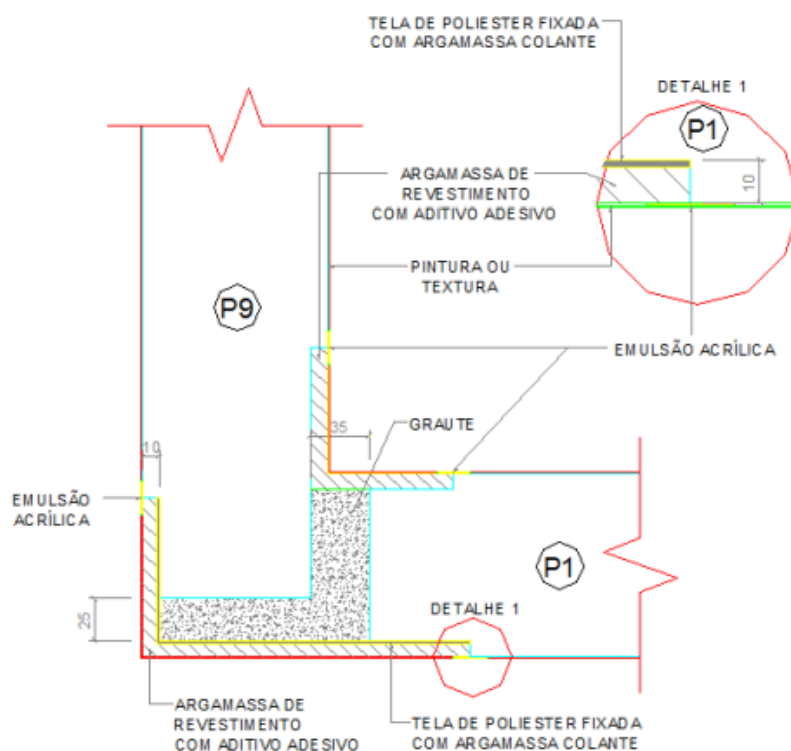 TELA DE POLIESTER FIXADA
COM ARGAMASSA COLANTE
DETALHE 1
P1
10
ARGAMASSA DE
REVESTIMENTO
COM ADITIVO ADESIVO
PINTURA OU
TEXTURA
P9
EMULSÃO ACRÍLICA
35
GRAUTE
10
EMULSÃO
ACRÍLICA
P1
25
DETALHE 1
ARGAMASSA DE
REVESTIMENTO
COM ADITIVO ADESIVO
TELA DE POLIESTER FIXADA
COM ARGAMASSA COLANTE